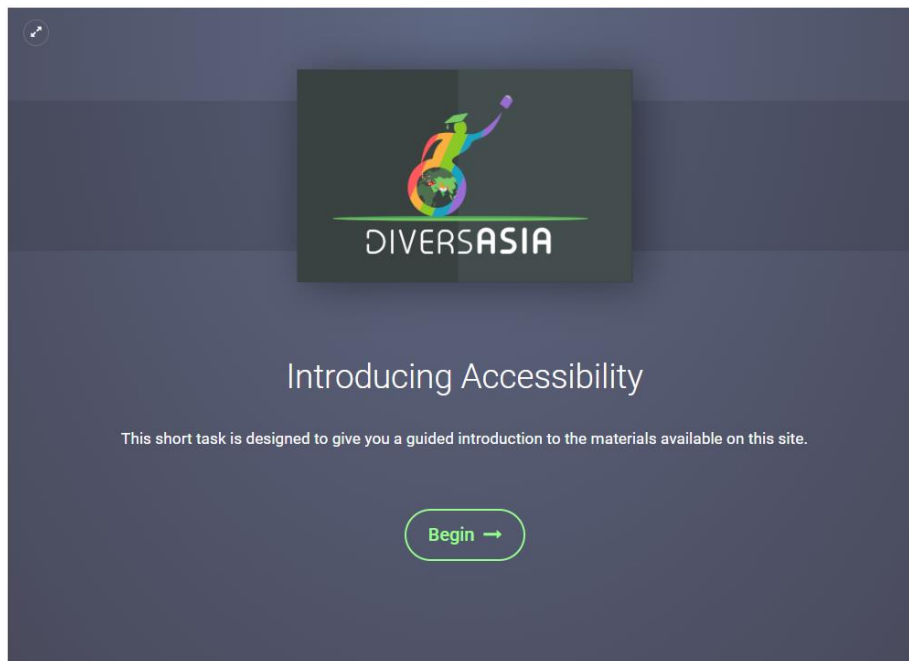 DIVERSASIA
Introducing Accessibility
This short task is designed to give you a guided introduction to the materials available on this site.
Begin